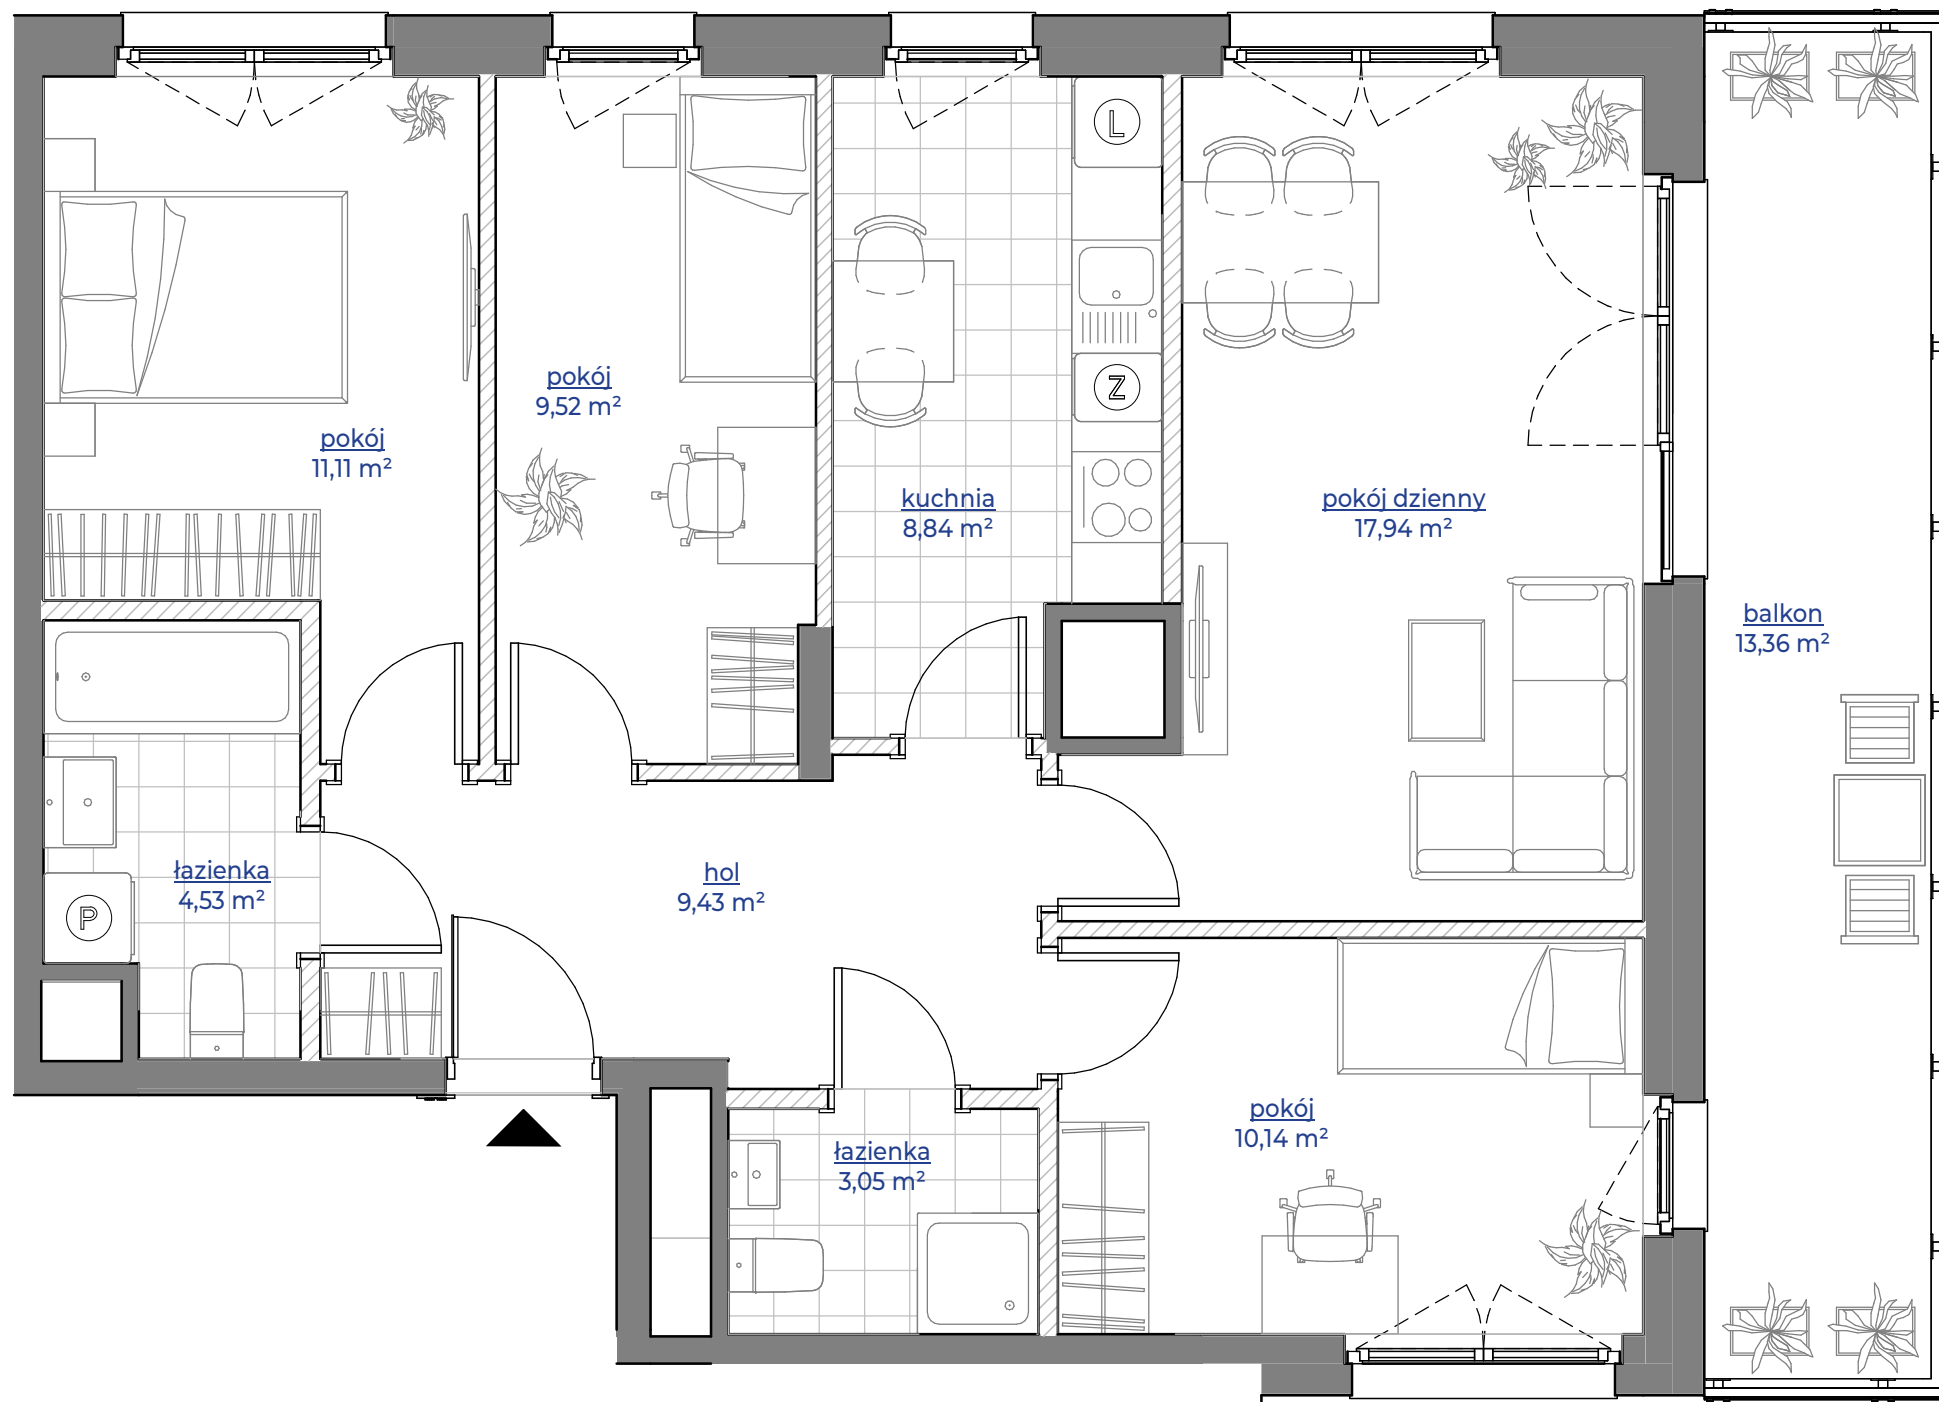 L
pokój
9,52 m²
Z
pokój
11,11 m²
kuchnia
8,84 m²
pokój dzienny
17,94 m²
balkon
13,36 m²
łazienka
4,53 m²
P
hol
9,43 m²
pokój
10,14 m²
łazienka
3,05 m²